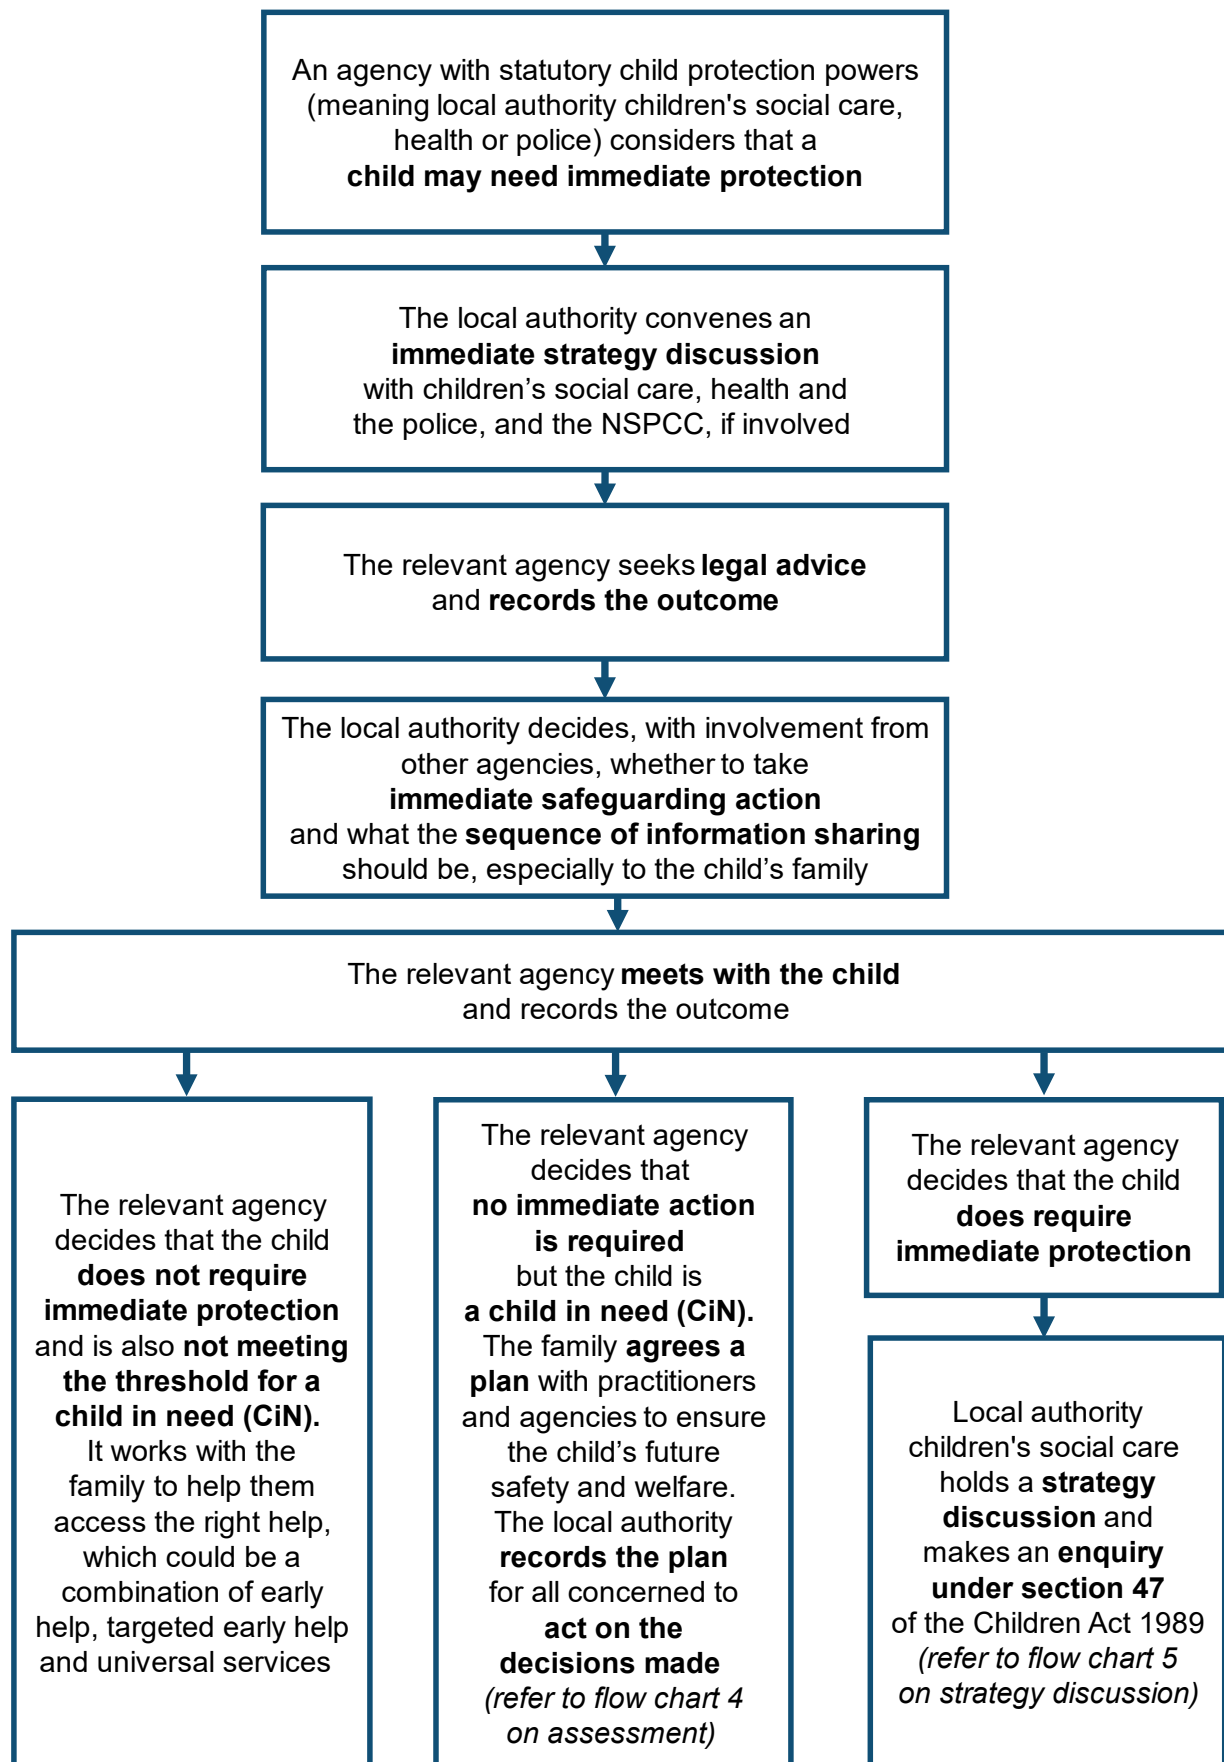 An agency with statutory child protection powers
(meaning local authority children's social care,
health or police) considers that a
child may need immediate protection
The local authority convenes an
immediate strategy discussion
with children’s social care, health and
the police, and the NSPCC, if involved
The relevant agency seeks legal advice
and records the outcome
The local authority decides, with involvement from
other agencies, whether to take
immediate safeguarding action
and what the sequence of information sharing
should be, especially to the child’s family
The relevant agency meets with the child
and records the outcome
The relevant agency
decides that the child
does not require
immediate protection
and is also not meeting
the threshold for a
child in need (CiN).
It works with the
family to help them
access the right help,
which could be a
combination of early
help, targeted early help
and universal services
The relevant agency
decides that
no immediate action
is required
but the child is
a child in need (CiN).
The family agrees a
plan with practitioners
and agencies to ensure
the child’s future
safety and welfare.
The local authority
records the plan
for all concerned to
act on the
decisions made
(refer to flow chart 4
on assessment)
The relevant agency
decides that the child
does require
immediate protection
Local authority
children's social care
holds a strategy
discussion and
makes an enquiry
under section 47
of the Children Act 1989
(refer to flow chart 5
on strategy discussion)